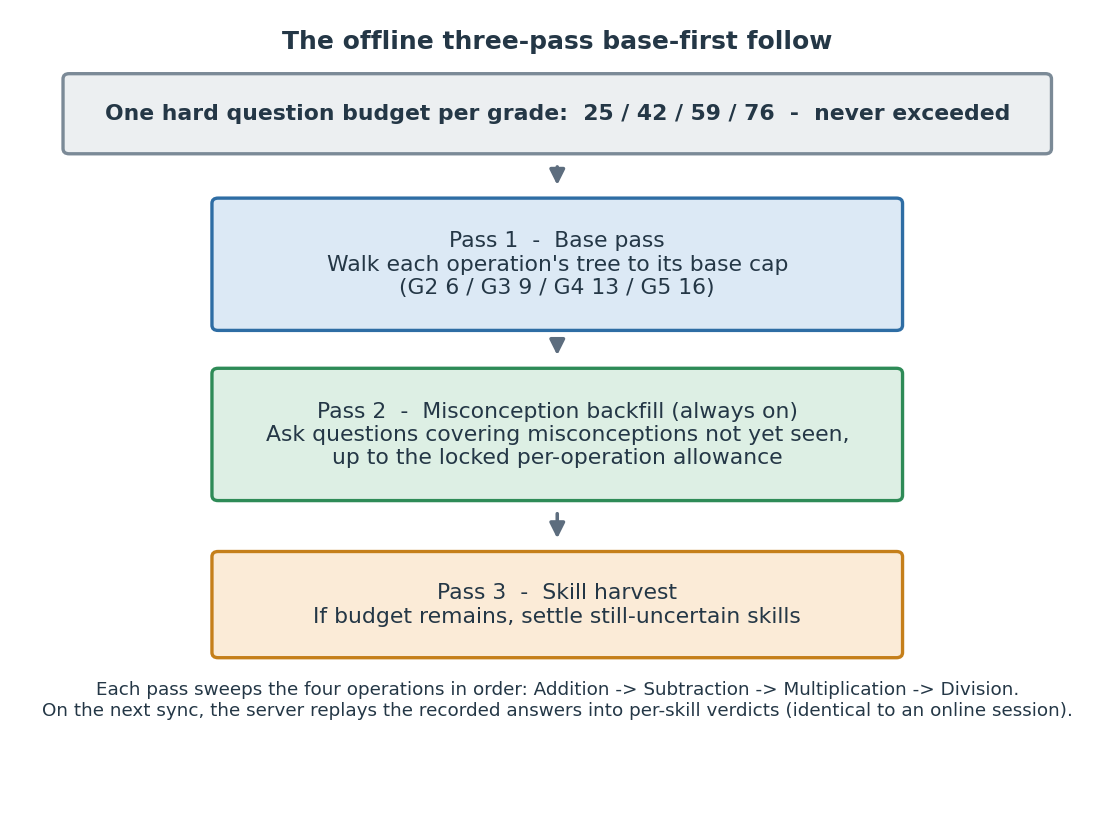 The offline three-pass base-first follow
One hard question budget per grade:  25 / 42 / 59 / 76  -  never exceeded
Pass 1  -  Base pass
Walk each operation's tree to its base cap
(G2 6 / G3 9 / G4 13 / G5 16)
Pass 2  -  Misconception backfill (always on)
Ask questions covering misconceptions not yet seen,
up to the locked per-operation allowance
Pass 3  -  Skill harvest
If budget remains, settle still-uncertain skills
Each pass sweeps the four operations in order: Addition -> Subtraction -> Multiplication -> Division.
On the next sync, the server replays the recorded answers into per-skill verdicts (identical to an online session).